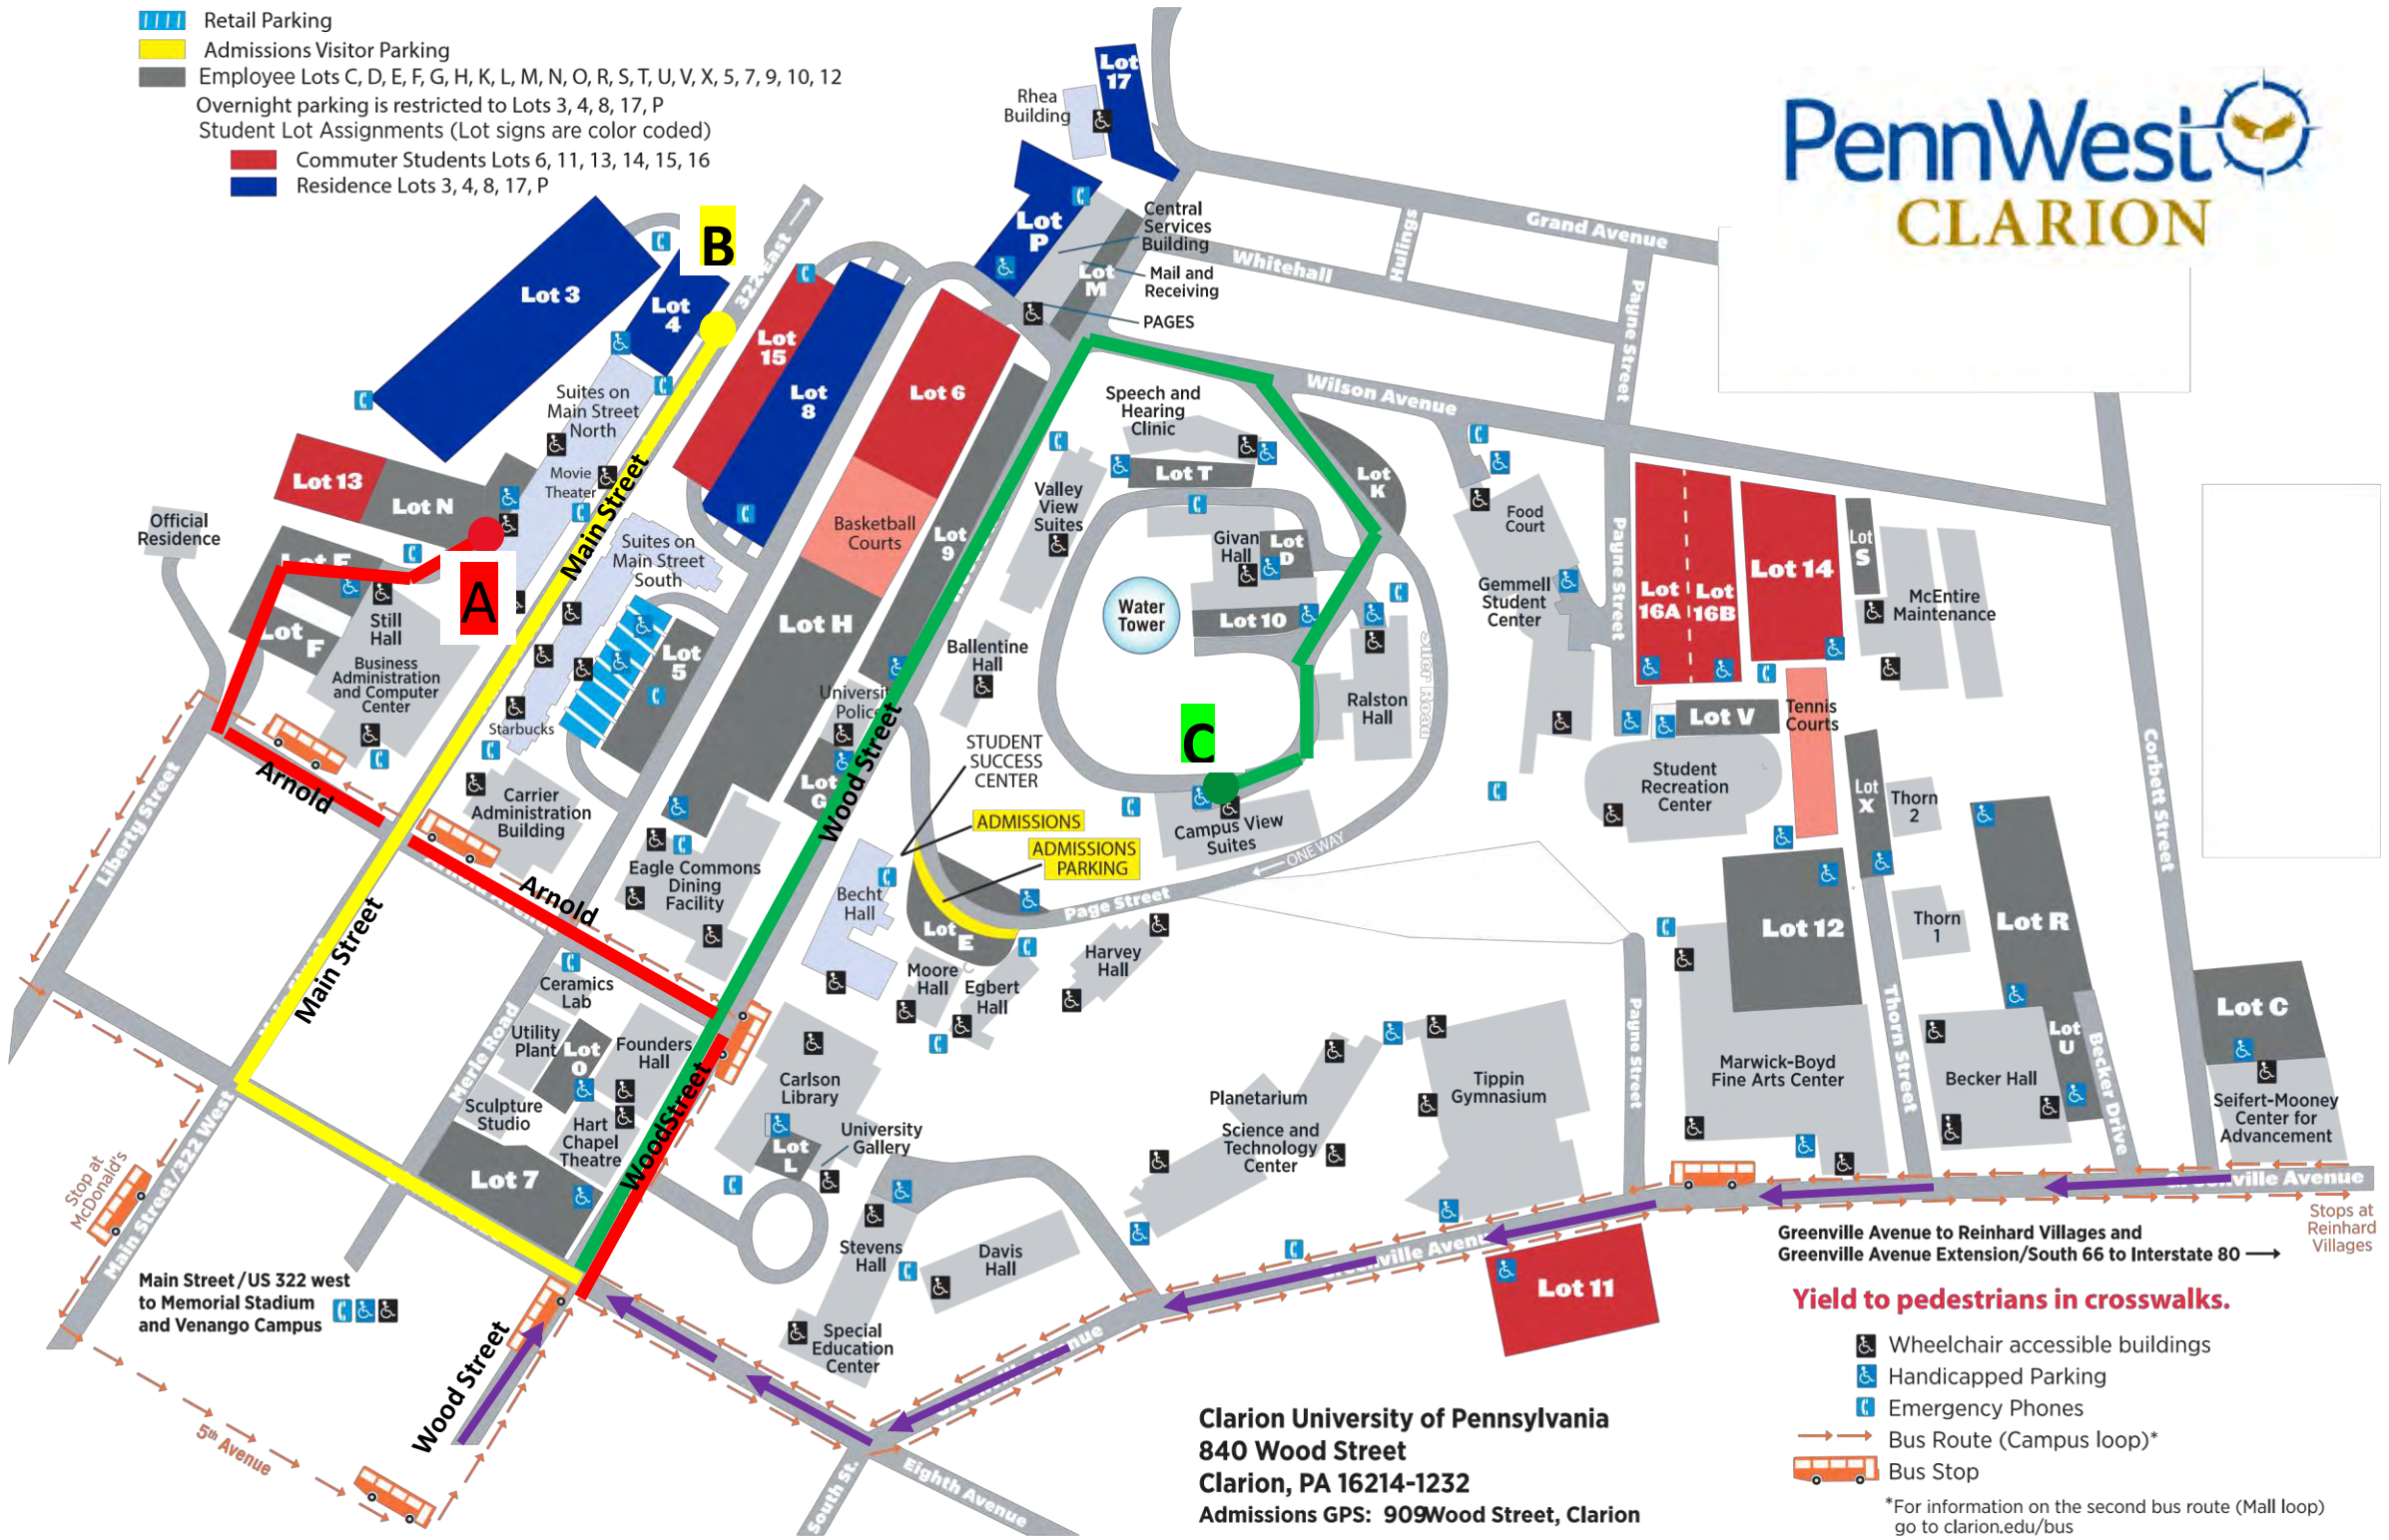 Retail Parking
Admissions Visitor Parking
Employee Lots C, D, E, F, G, H, K, L, M, N, O, R, S, T, U, V, X, 5, 7, 9, 10, 12
Overnight parking is restricted to Lots 3, 4, 8, 17, P
Student Lot Assignments (Lot signs are color coded)
Commuter Students Lots 6, 11, 13, 14, 15, 16
Residence Lots 3, 4, 8, 17, P
PennWest
CLARION
Lot
17
Rhea
Building
Lot
P
Central
Services
Building
Lot
M
Mail and
Receiving
PAGES
Grand Avenue
Whitehall
Hulings
Payne Street
Wilson Avenue
B
322 East
Lot 3
Lot
4
Lot
15
Lot
8
Lot 6
Suites on
Main Street
North
Movie
Theater
Main Street
Lot 13
Lot N
Official
Residence
A
Lot
F
Still
Hall
Business
Administration
and Computer
Center
Suites on
Main Street
South
Starbucks
Lot
5
Basketball
Courts
Lot
9
Lot H
Valley
View
Suites
Speech and
Hearing
Clinic
Lot T
Lot
K
Givan
Hall
Lot
D
Water
Tower
Lot 10
Ballentine
Hall
University
Police
Lot
G
Ralston
Hall
Food
Court
Gemmell
Student
Center
Payne Street
Lot
16A
Lot
16B
Lot 14
Lot
S
McEntire
Maintenance
Lot V
Tennis
Courts
Student
Recreation
Center
Lot
X
Thorn
2
Thorn
1
Lot 12
Lot R
Corbett Street
C
Campus View
Suites
ONE WAY
Page Street
STUDENT
SUCCESS
CENTER
ADMISSIONS
ADMISSIONS
PARKING
Wood Street
Carrier
Administration
Building
Arnold
Arnold
Liberty Street
Main Street
Eagle Commons
Dining
Facility
Becht
Hall
Lot
E
Moore
Hall
Egbert
Hall
Harvey
Hall
Ceramics
Lab
Utility
Plant
Lot
O
Founders
Hall
Merle Road
Sculpture
Studio
Hart
Chapel
Theatre
Lot 7
WoodStreet
Carlson
Library
Lot
L
University
Gallery
Stevens
Hall
Davis
Hall
Special
Education
Center
Planetarium
Science and
Technology
Center
Tippin
Gymnasium
Payne Street
Marwick-Boyd
Fine Arts Center
Thorn Street
Becker Hall
Lot
U
Becker Drive
Lot C
Seifert-Mooney
Center for
Advancement
Stop at
McDonald's
Main Street/322 West
Main Street/US 322 west
to Memorial Stadium
and Venango Campus
5th Avenue
Wood Street
South St.
Eighth Avenue
Lot 11
Stops at
Reinhard
Villages
Greenville Avenue to Reinhard Villages and
Greenville Avenue Extension/South 66 to Interstate 80
Yield to pedestrians in crosswalks.
Wheelchair accessible buildings
Handicapped Parking
Emergency Phones
Bus Route (Campus loop)*
Bus Stop
*For information on the second bus route (Mall loop)
go to clarion.edu/bus
Clarion University of Pennsylvania
840 Wood Street
Clarion, PA 16214-1232
Admissions GPS: 909Wood Street, Clarion